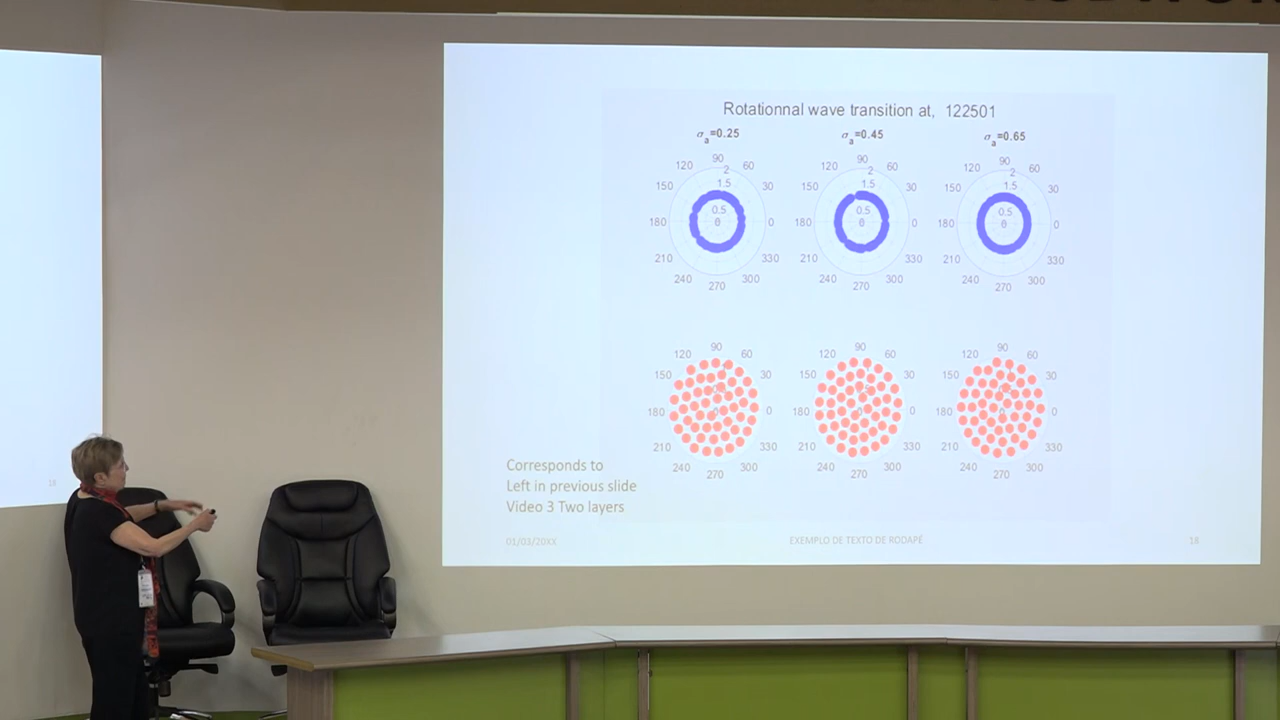 Rotationnal wave transition at, 122501
σa=0.25 σa=0.45 σa=0.65
90 90 90
120 2 60 120 2 60 120 2 60
150 1.5 30 150 1.5 30 150 1.5 30
0.5 0.5 0.5
180 0 0 180 0 0 180 0 0
210 330 210 330 210 330
240 300 240 300 240 300
270 270 270
90 90 90
120 60 120 60 120 60
150 30 150 30 150 30
180 0 180 0 180 0
210 330 210 330 210 330
240 300 240 300 240 300
270 270 270
Corresponds to
Left in previous slide
Video 3 Two layers
01/03/20XX EXEMPLO DE TEXTO DE RODAPÉ 18
18